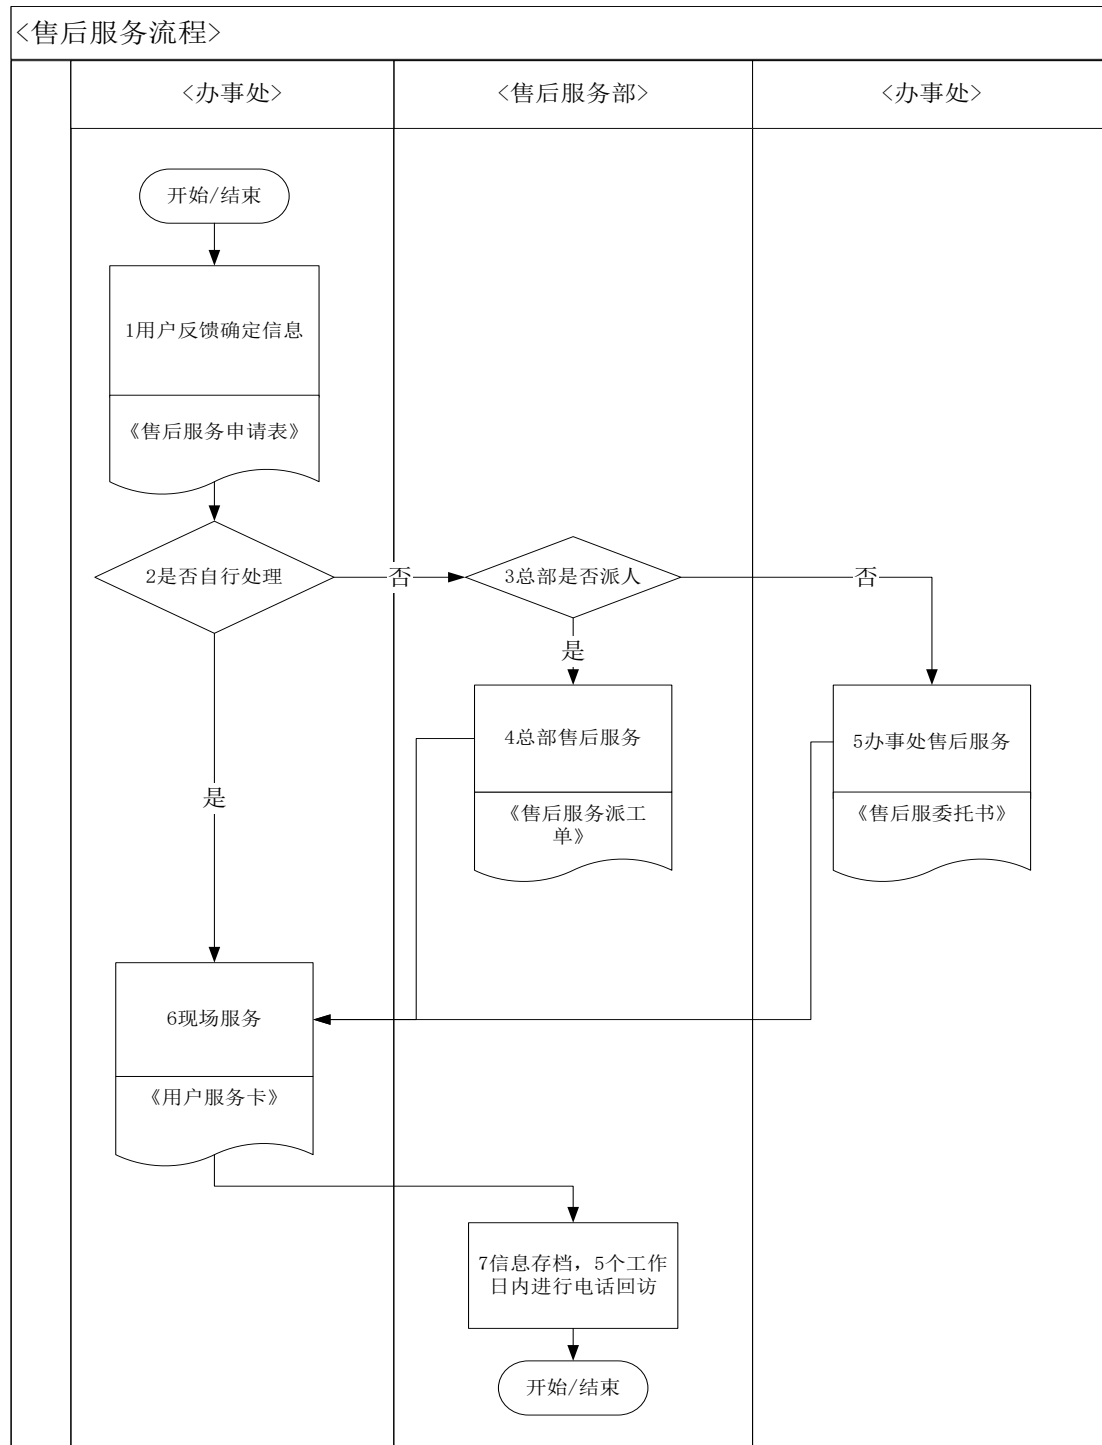 <售后服务流程>
<办事处>
<售后服务部>
<办事处>
开始/结束
1用户反馈确定信息
《售后服务申请表》
2是否自行处理
否
3总部是否派人
否
是
4总部售后服务
5办事处售后服务
《售后服务派工
单》
《售后服委托书》
是
6现场服务
《用户服务卡》
7信息存档，5个工作
日内进行电话回访
开始/结束